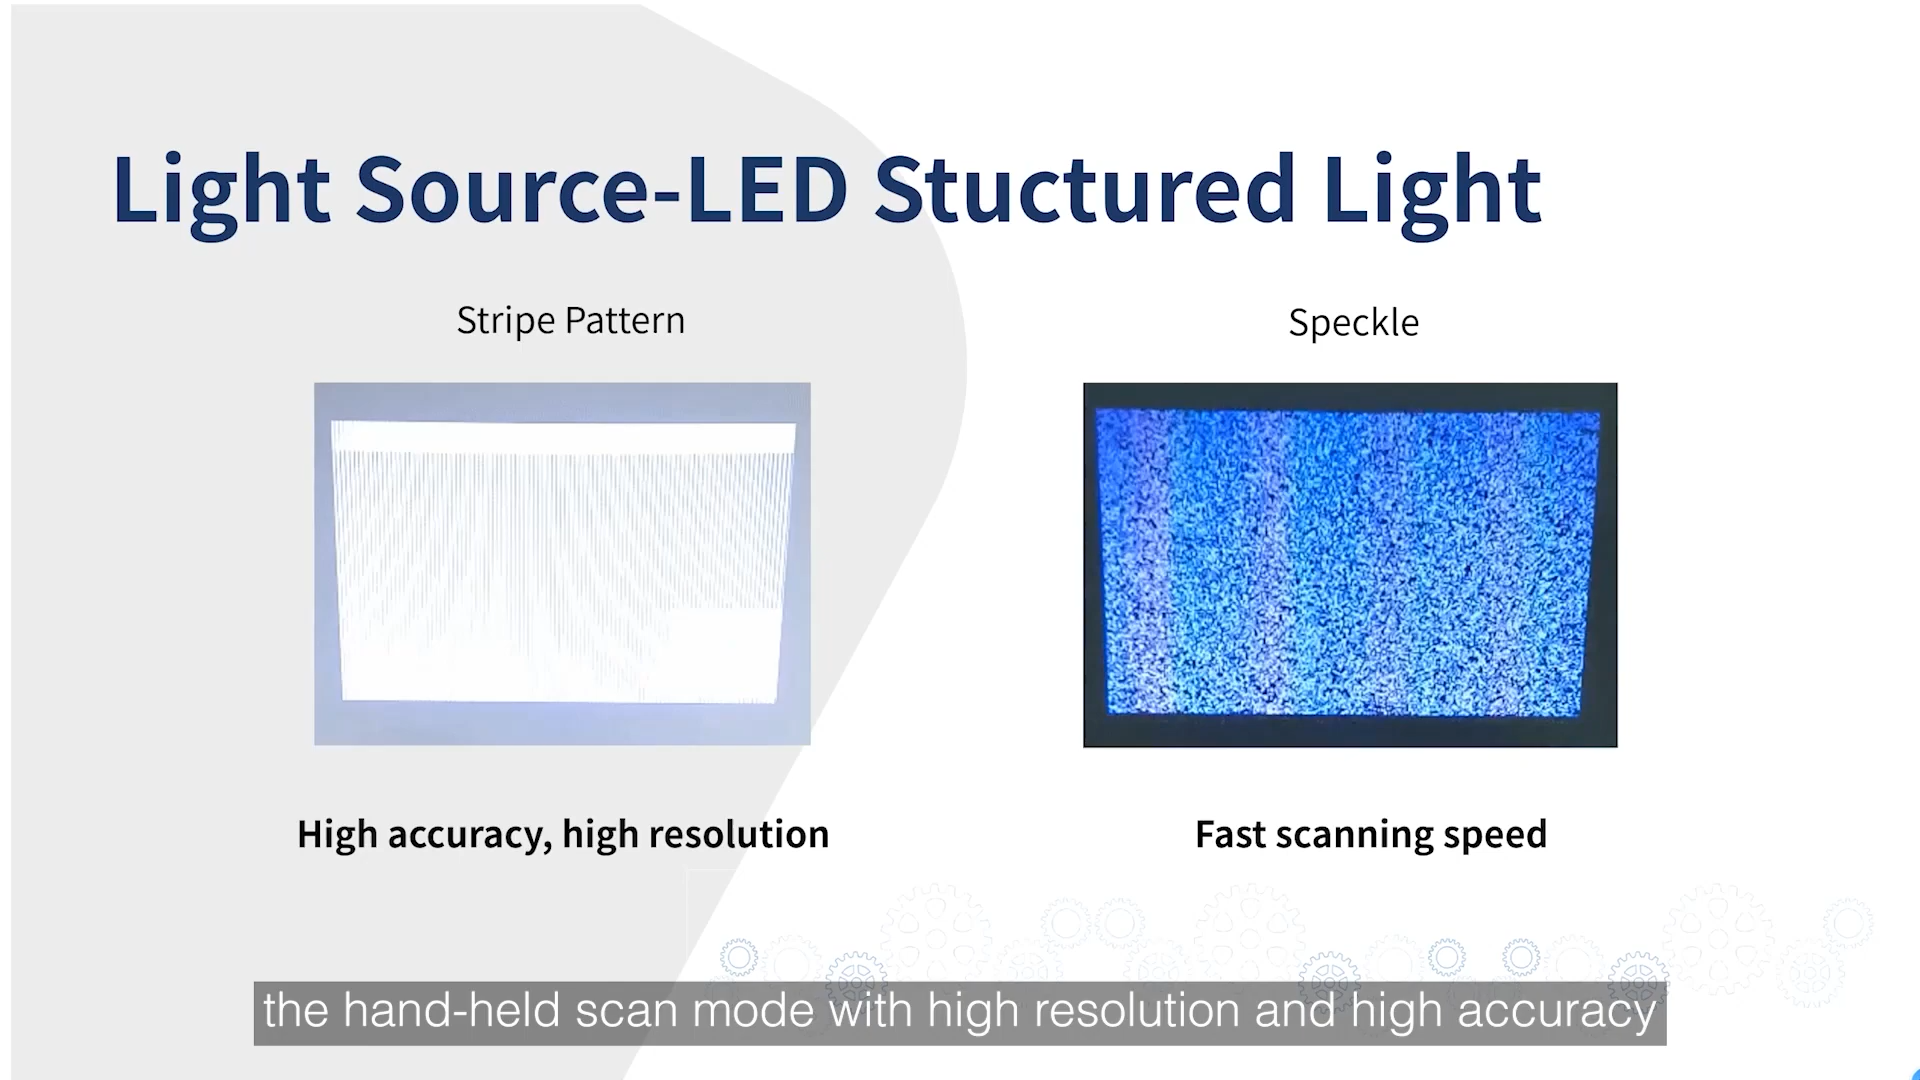 Light Source-LED Stuctured Light
Stripe Pattern
Speckle
High accuracy, high resolution
Fast scanning speed
the hand-held scan mode with high resolution and high accuracy